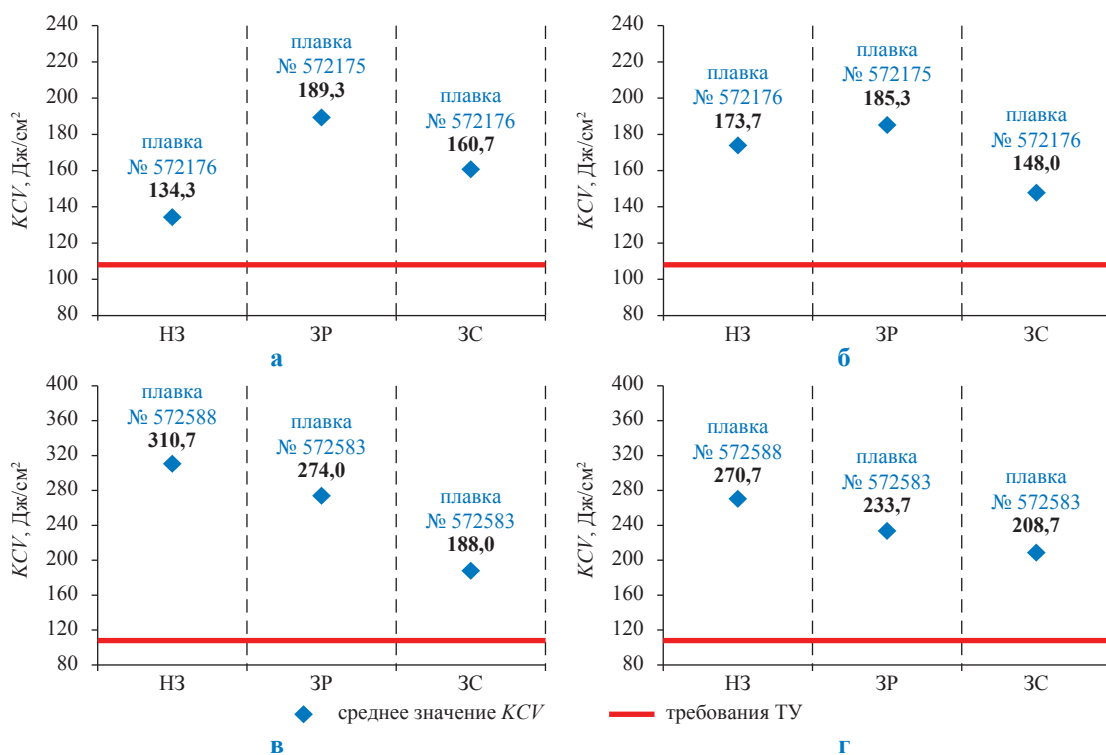 KCV, Дж/см²
240
220
200
180
160
140
120
100
80
плавка
№ 572176
134,3
плавка
№ 572175
189,3
плавка
№ 572176
160,7
НЗ
ЗР
ЗС
а
KCV, Дж/см²
240
220
200
180
160
140
120
100
80
плавка
№ 572176
173,7
плавка
№ 572175
185,3
плавка
№ 572176
148,0
НЗ
ЗР
ЗС
б
KCV, Дж/см²
400
360
320
280
240
200
160
120
80
плавка
№ 572588
310,7
плавка
№ 572583
274,0
плавка
№ 572583
188,0
НЗ
ЗР
ЗС
KCV, Дж/см²
400
360
320
280
240
200
160
120
80
плавка
№ 572588
270,7
плавка
№ 572583
233,7
плавка
№ 572583
208,7
НЗ
ЗР
ЗС
среднее значение KCV
требования ТУ
в
г